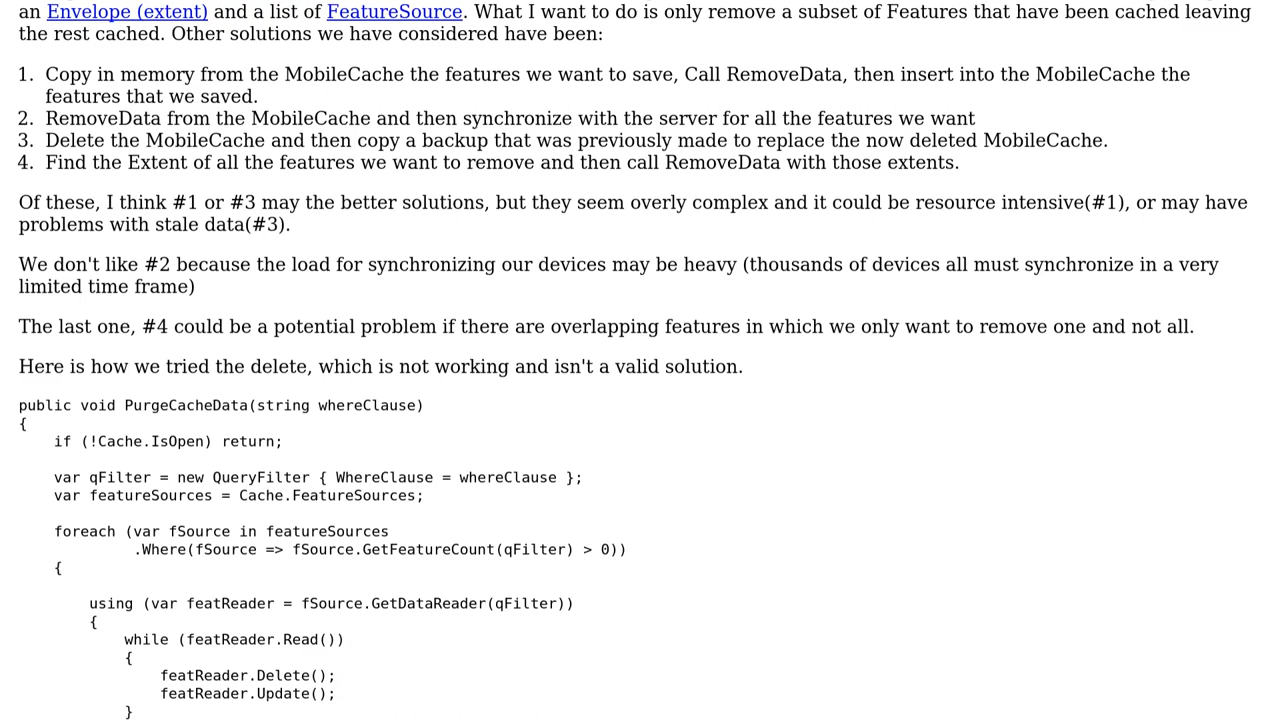 an Envelope (extent) and a list of FeatureSource. What I want to do is only remove a subset of Features that have been cached leaving
the rest cached. Other solutions we have considered have been:
1. Copy in memory from the MobileCache the features we want to save, Call RemoveData, then insert into the MobileCache the
features that we saved.
2. RemoveData from the MobileCache and then synchronize with the server for all the features we want
3. Delete the MobileCache and then copy a backup that was previously made to replace the now deleted MobileCache.
4. Find the Extent of all the features we want to remove and then call RemoveData with those extents.
Of these, I think #1 or #3 may the better solutions, but they seem overly complex and it could be resource intensive(#1), or may have
problems with stale data(#3).
We don't like #2 because the load for synchronizing our devices may be heavy (thousands of devices all must synchronize in a very
limited time frame)
The last one, #4 could be a potential problem if there are overlapping features in which we only want to remove one and not all.
Here is how we tried the delete, which is not working and isn't a valid solution.
public void PurgeCacheData(string whereClause)
{
    if (!Cache.IsOpen) return;
    var qFilter = new QueryFilter { WhereClause = whereClause };
    var featureSources = Cache.FeatureSources;
    foreach (var fSource in featureSources
             .Where(fSource => fSource.GetFeatureCount(qFilter) > 0))
    {
        using (var featReader = fSource.GetDataReader(qFilter))
        {
            while (featReader.Read())
            {
                featReader.Delete();
                featReader.Update();
            }